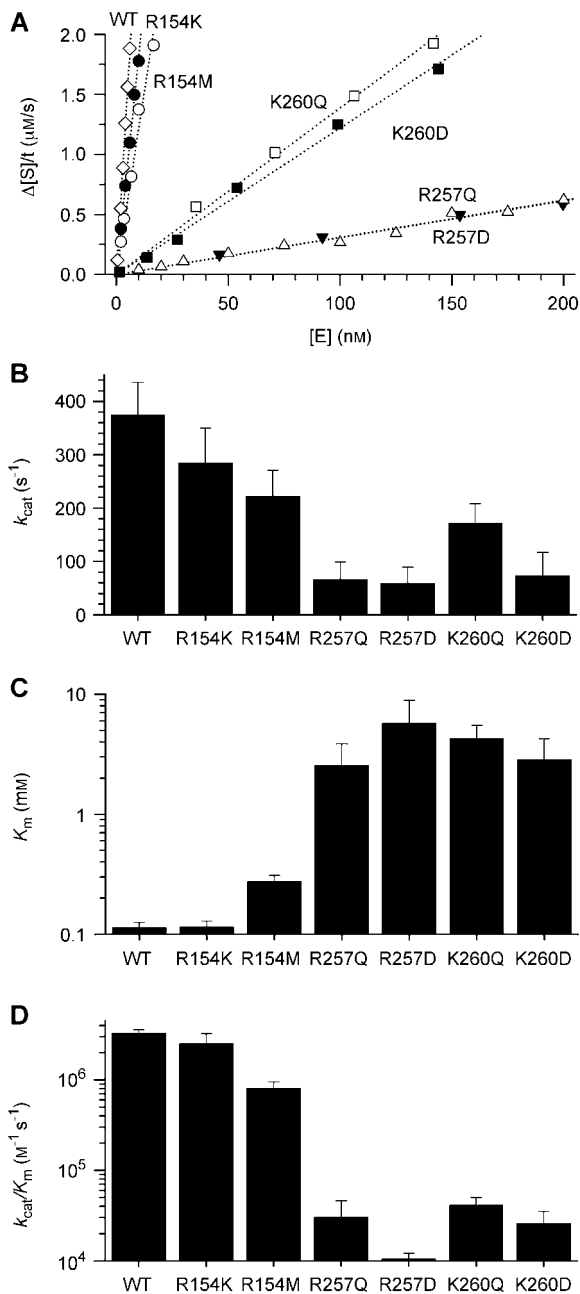 A
WT
R154K
R154M
K260Q
K260D
R257Q
R257D
Δ[S]/t (μM/s)
2.0
1.5
1.0
0.5
0.0
0 50 100 150 200
[E] (nM)
B
kcat (s-1)
400
300
200
100
0
WT R154K R154M R257Q R257D K260Q K260D
C
Km (mM)
10
1
0.1
WT R154K R154M R257Q R257D K260Q K260D
D
kcat/Km (M-1 s-1)
10^6
10^5
10^4
WT R154K R154M R257Q R257D K260Q K260D